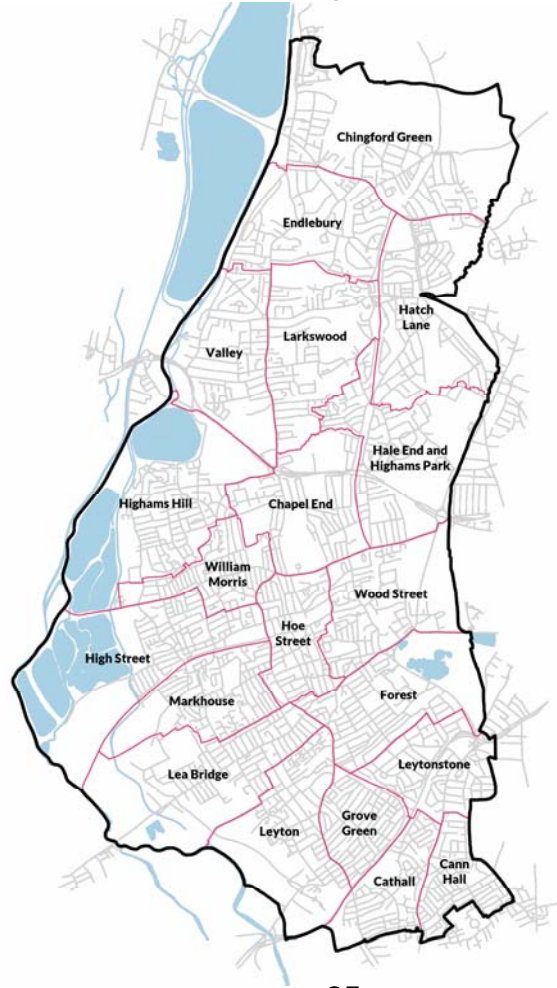 Chingford Green
Endlebury
Hatch
Lane
Larkswood
Valley
Hale End and
Highams Park
Highams Hill
Chapel End
William
Morris
Wood Street
Hoe
Street
High Street
Forest
Markhouse
Leytonstone
Lea Bridge
Grove
Green
Leyton
Cann
Hall
Cathall